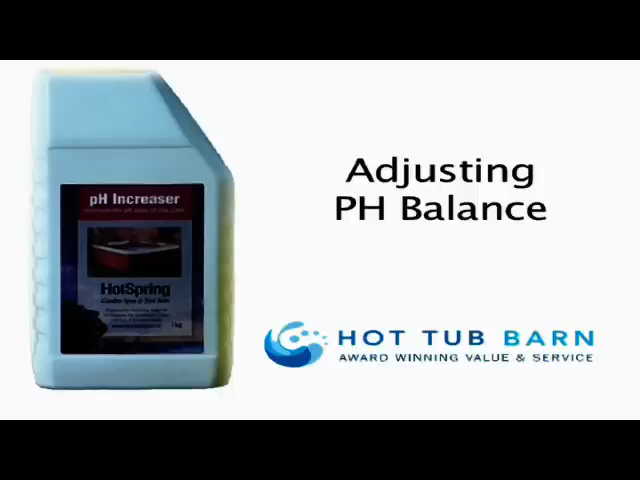 pH Increaser
HotSpring
1kg
Adjusting
PH Balance
HOT TUB BARN
AWARD WINNING VALUE & SERVICE